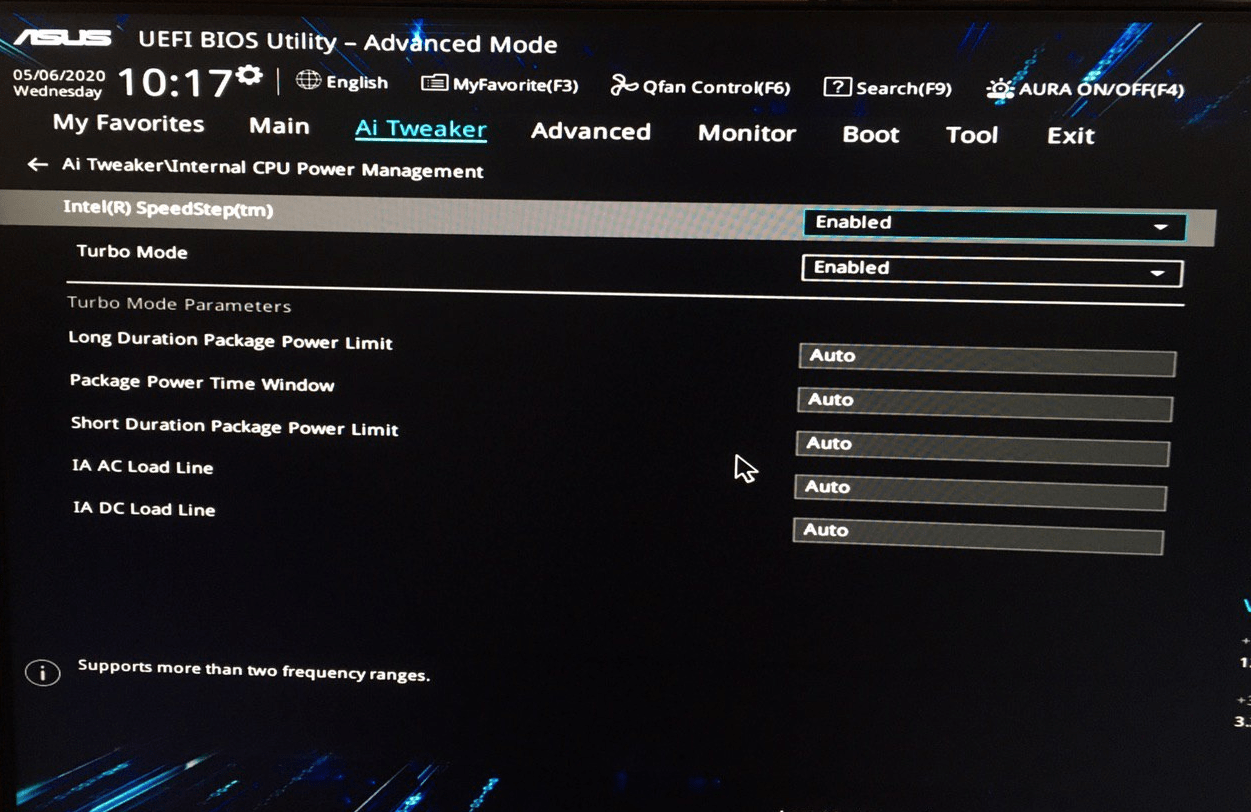 ASUS UEFI BIOS Utility – Advanced Mode
05/06/2020 10:17 English MyFavorite(F3) Qfan Control(F6) ? Search(F9) AURA ON/OFF(F4)
Wednesday
My Favorites Main Ai Tweaker Advanced Monitor Boot Tool Exit
← Ai Tweaker\Internal CPU Power Management
Intel(R) SpeedStep(tm) Enabled
Turbo Mode Enabled
Turbo Mode Parameters
Long Duration Package Power Limit Auto
Package Power Time Window Auto
Short Duration Package Power Limit Auto
IA AC Load Line Auto
IA DC Load Line Auto
i Supports more than two frequency ranges.